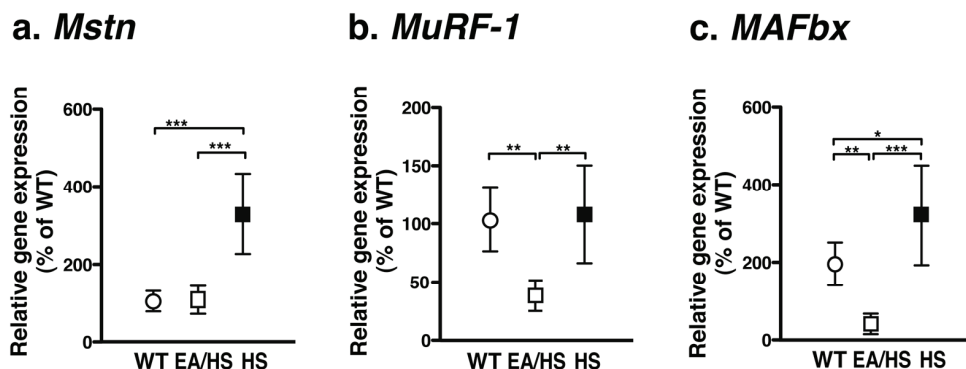 a. Mstn
Relative gene expression
(% of WT)
600
400
200
0
***
***
WT EA/HS HS
b. MuRF-1
Relative gene expression
(% of WT)
200
150
100
50
0
**
**
WT EA/HS HS
c. MAFbx
Relative gene expression
(% of WT)
600
400
200
0
*
**
***
WT EA/HS HS